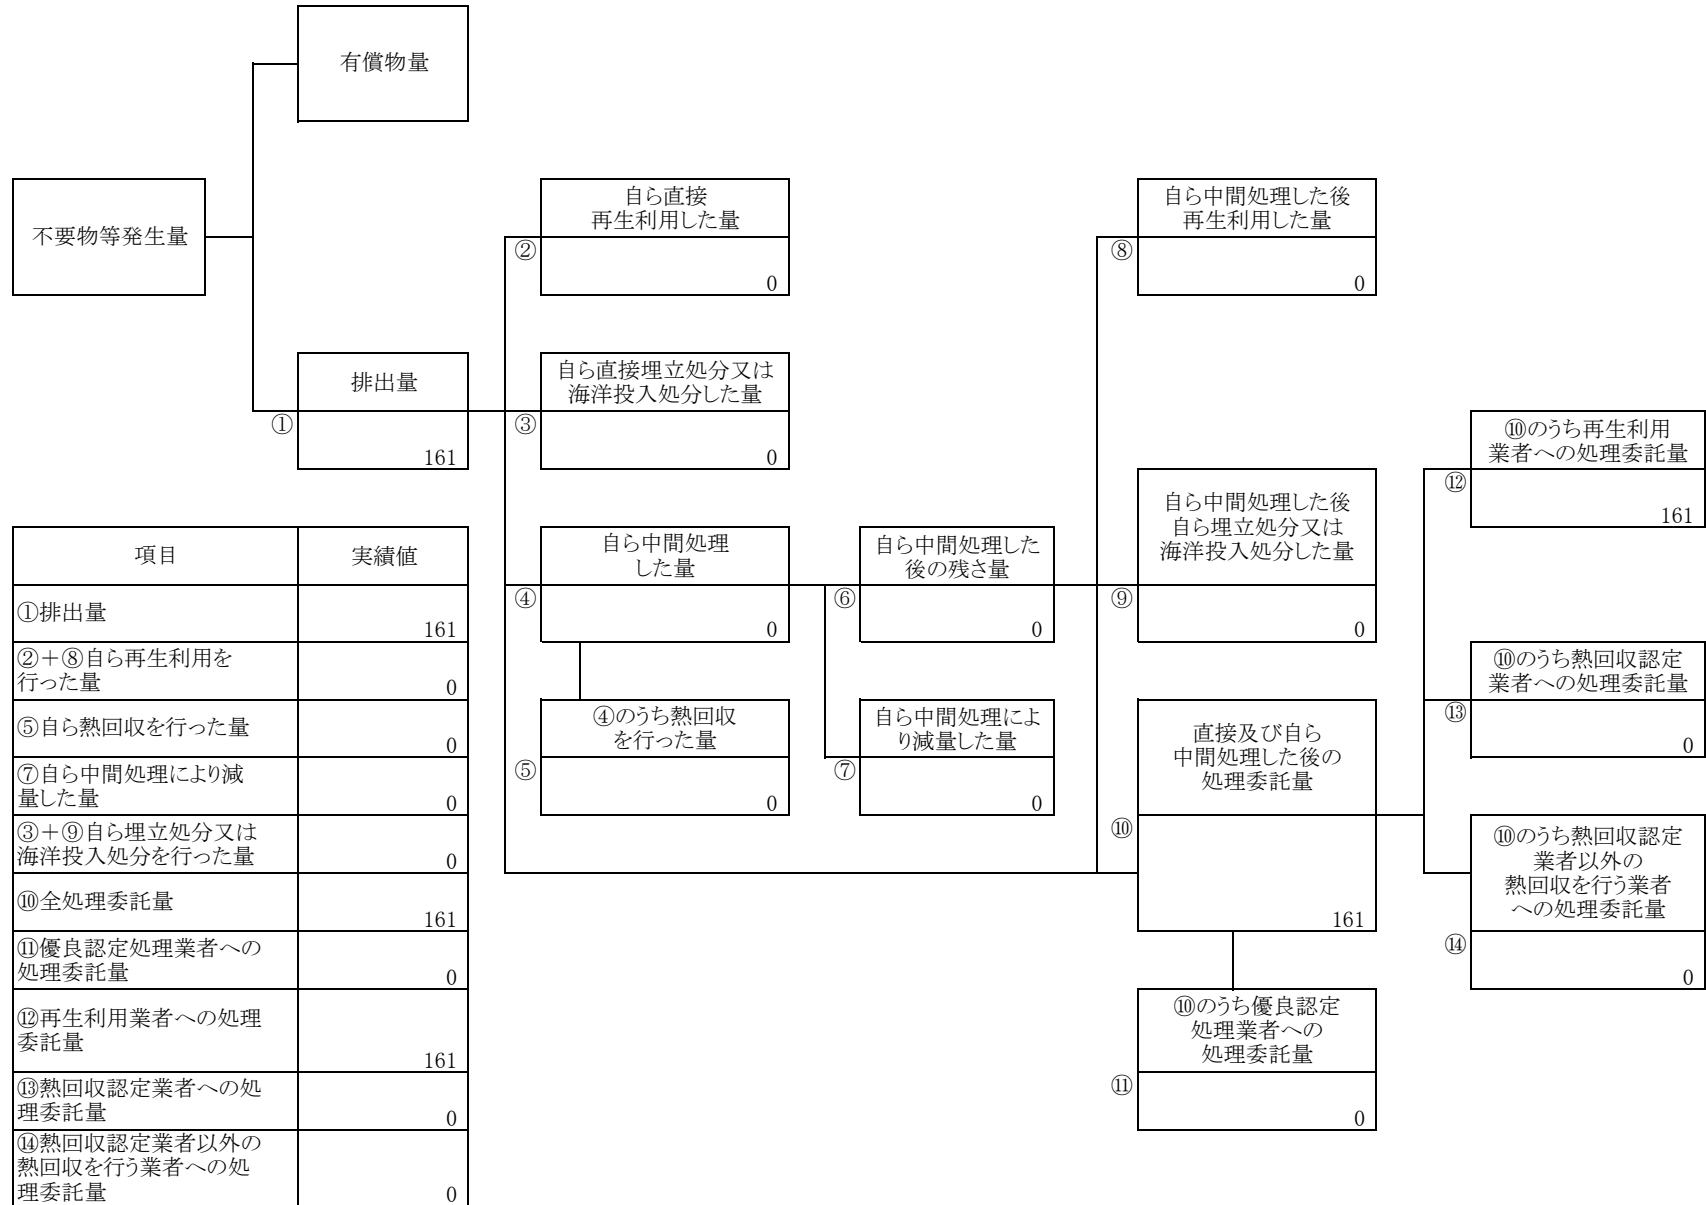 有償物量
不要物等発生量
自ら直接
再生利用した量
②
0
自ら中間処理した後
再生利用した量
⑧
0
排出量
①
161
自ら直接埋立処分又は
海洋投入処分した量
③
0
⑩のうち再生利用
業者への処理委託量
⑫
161
自ら中間処理
した量
④
0
自ら中間処理した
後の残さ量
⑥
0
自ら中間処理した後
自ら埋立処分又は
海洋投入処分した量
⑨
0
⑩のうち熱回収認定
業者への処理委託量
⑬
0
④のうち熱回収
を行った量
⑤
0
自ら中間処理によ
り減量した量
⑦
0
直接及び自ら
中間処理した後の
処理委託量
⑩
161
⑩のうち熱回収認定
業者以外の
熱回収を行う業者
への処理委託量
⑭
0
⑩のうち優良認定
処理業者への
処理委託量
⑪
0
項目 実績値
①排出量
161
②+⑧自ら再生利用を
行った量
0
⑤自ら熱回収を行った量
0
⑦自ら中間処理により減
量した量
0
③+⑨自ら埋立処分又は
海洋投入処分を行った量
0
⑩全処理委託量
161
⑪優良認定処理業者への
処理委託量
0
⑫再生利用業者への処理
委託量
161
⑬熱回収認定業者への処
理委託量
0
⑭熱回収認定業者以外の
熱回収を行う業者への処
理委託量
0